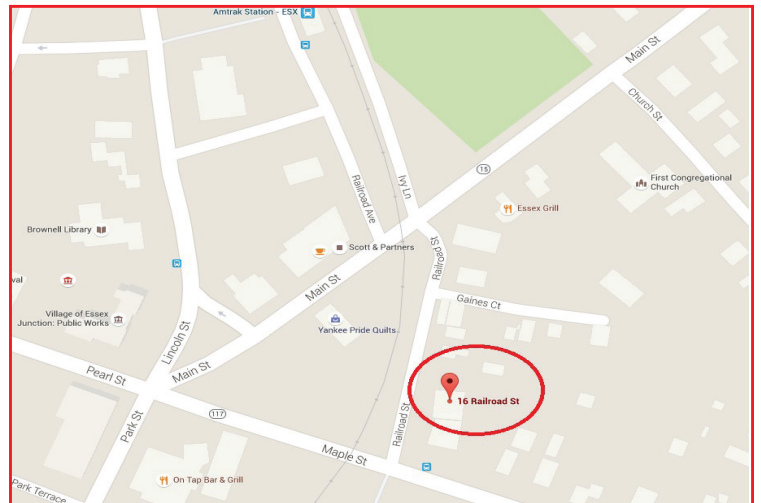 Amtrak Station - ESX
Main St
Church St
15
First Congregational
Church
Ivy Ln
Railroad Ave
Essex Grill
Brownell Library
Scott & Partners
Railroad St
val
Main St
Gaines Ct
Village of Essex
Junction: Public Works
Yankee Pride Quilts
Lincoln St
Pearl St
Main St
16 Railroad St
117
Park St
Railroad St
Maple St
On Tap Bar & Grill
Park Terrace